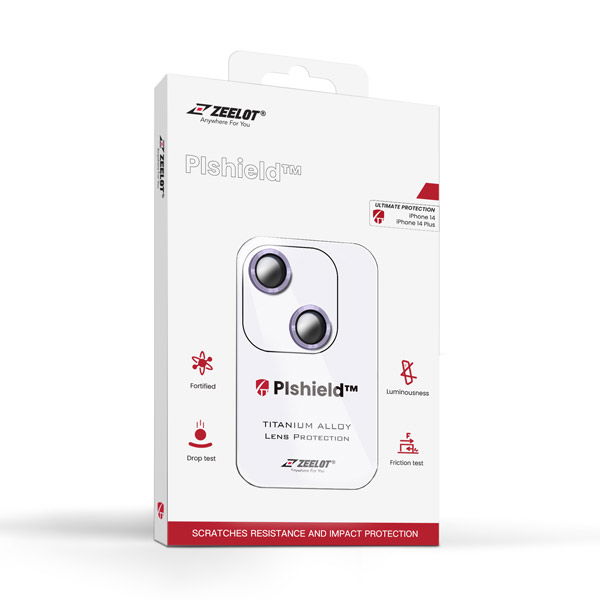 ZEELOT®
Anywhere For You
PIshield™
ULTIMATE PROTECTION
iPhone 14
iPhone 14 Plus
ZEELOT
PIshield™
TITANIUM ALLOY
LENS PROTECTION
ZEELOT®
Anywhere For You
Fortified
Drop test
Luminousness
F
Friction test
SCRATCHES RESISTANCE AND IMPACT PROTECTION